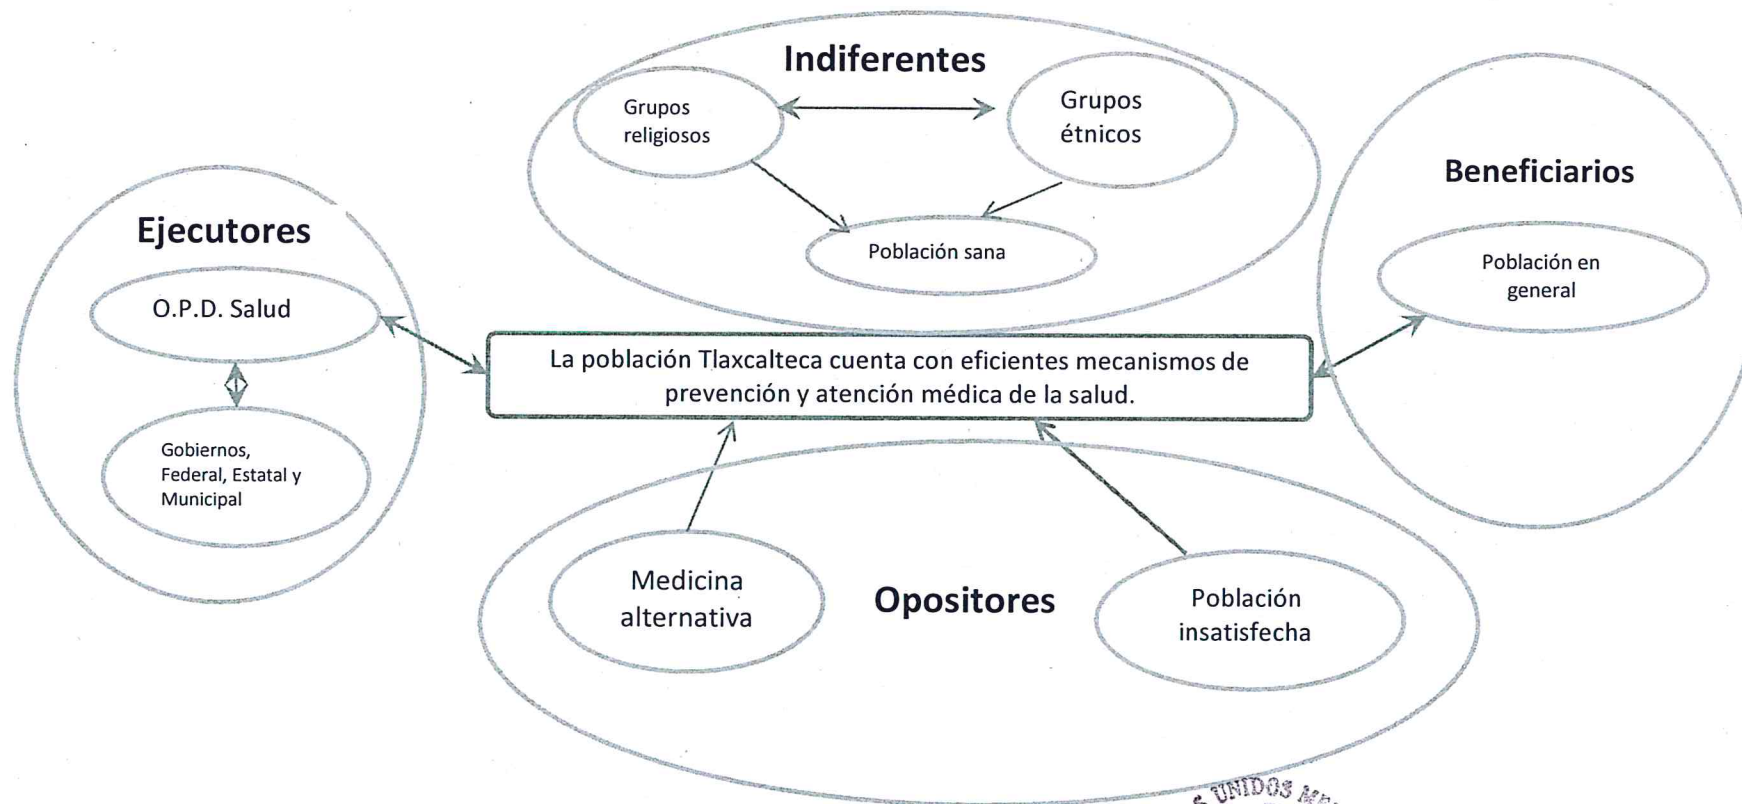 Indiferentes
Grupos
religiosos
Grupos
étnicos
Población sana
Beneficiarios
Población en
general
Ejecutores
O.P.D. Salud
Gobiernos,
Federal, Estatal y
Municipal
La población Tlaxcalteca cuenta con eficientes mecanismos de
prevención y atención médica de la salud.
Medicina
alternativa
Opositores
Población
insatisfecha
UNIDOS